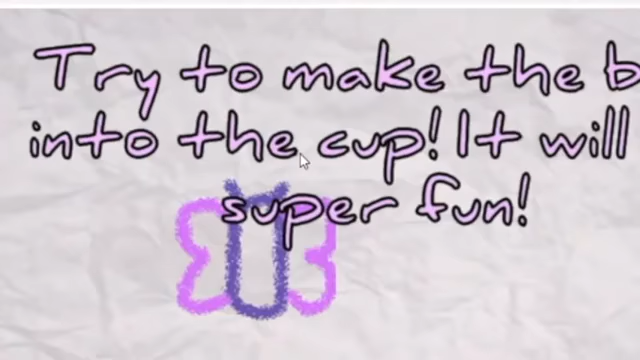 Try to make the
into the cup! It will
super fun!